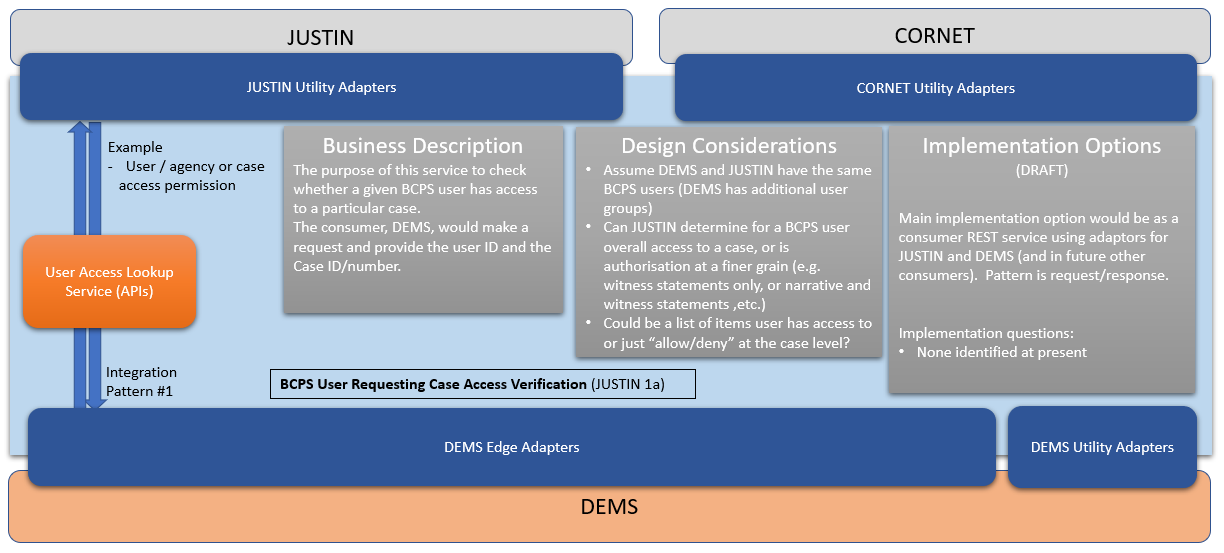 JUSTIN
CORNET
JUSTIN Utility Adapters
CORNET Utility Adapters
Example
- User / agency or case
access permission
Business Description
The purpose of this service to check
whether a given BCPS user has access
to a particular case.
The consumer, DEMS, would make a
request and provide the user ID and the
Case ID/number.
Design Considerations
• Assume DEMS and JUSTIN have the same
BCPS users (DEMS has additional user
groups)
• Can JUSTIN determine for a BCPS user
overall access to a case, or is
authorisation at a finer grain (e.g.
witness statements only, or narrative and
witness statements ,etc.)
• Could be a list of items user has access to
or just “allow/deny” at the case level?
Implementation Options
(DRAFT)
Main implementation option would be as a
consumer REST service using adaptors for
JUSTIN and DEMS (and in future other
consumers). Pattern is request/response.
Implementation questions:
• None identified at present
User Access Lookup
Service (APIs)
Integration
Pattern #1
BCPS User Requesting Case Access Verification (JUSTIN 1a)
DEMS Edge Adapters
DEMS Utility Adapters
DEMS